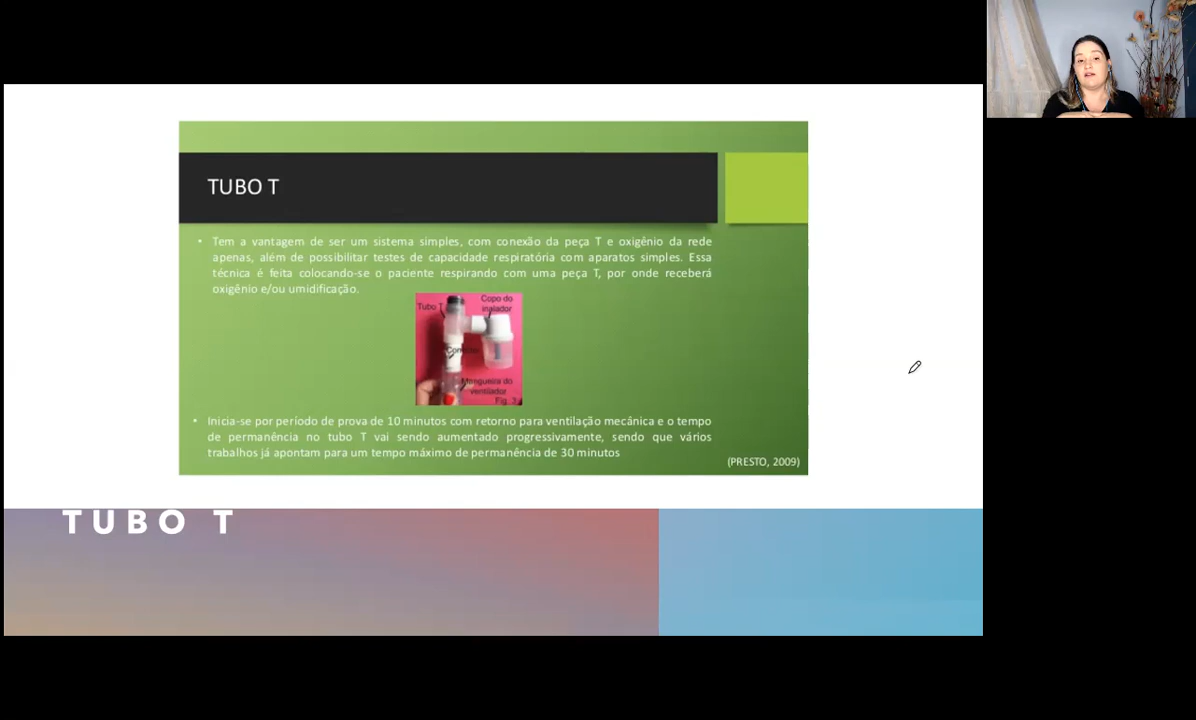 TUBO T
• Tem a vantagem de ser um sistema simples, com conexão da peça T e oxigênio da rede
apenas, além de possibilitar testes de capacidade respiratória com aparatos simples. Essa
técnica é feita colocando-se o paciente respirando com uma peça T, por onde receberá
oxigênio e/ou umidificação.
Tubo T
Copo do
inalador
Mangueira do
ventilador
Fig. 3
• Inicia-se por período de prova de 10 minutos com retorno para ventilação mecânica e o tempo
de permanência no tubo T vai sendo aumentado progressivamente, sendo que vários
trabalhos já apontam para um tempo máximo de permanência de 30 minutos
(PRESTO, 2009)
TUBO T